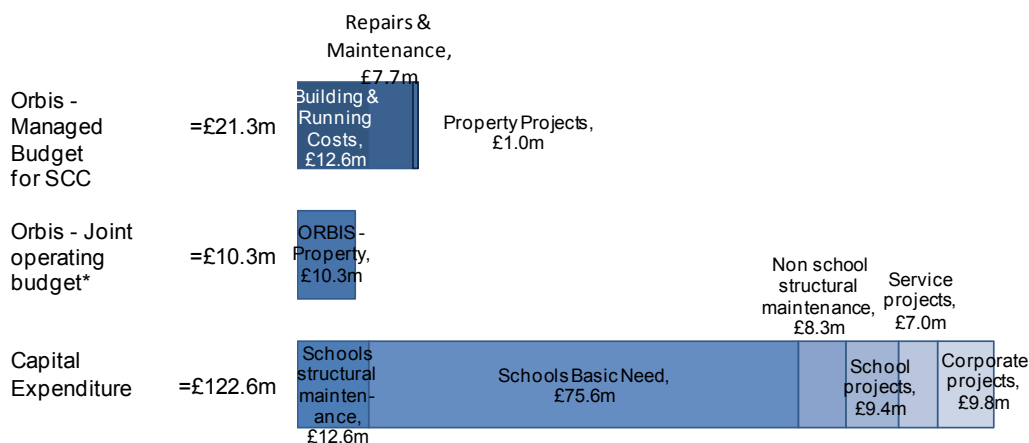 Repairs &
Maintenance,
£7.7m
Orbis -
Managed
Budget
for SCC
=£21.3m
Building &
Running
Costs,
£12.6m
Property Projects,
£1.0m
Orbis - Joint
operating
budget*
=£10.3m
ORBIS -
Property,
£10.3m
Non school
structural
maintenance,
£8.3m
Service
projects,
£7.0m
Capital
Expenditure
=£122.6m
Schools
structural
mainten-
ance,
£12.6m
Schools Basic Need,
£75.6m
School
projects,
£9.4m
Corporate
projects,
£9.8m